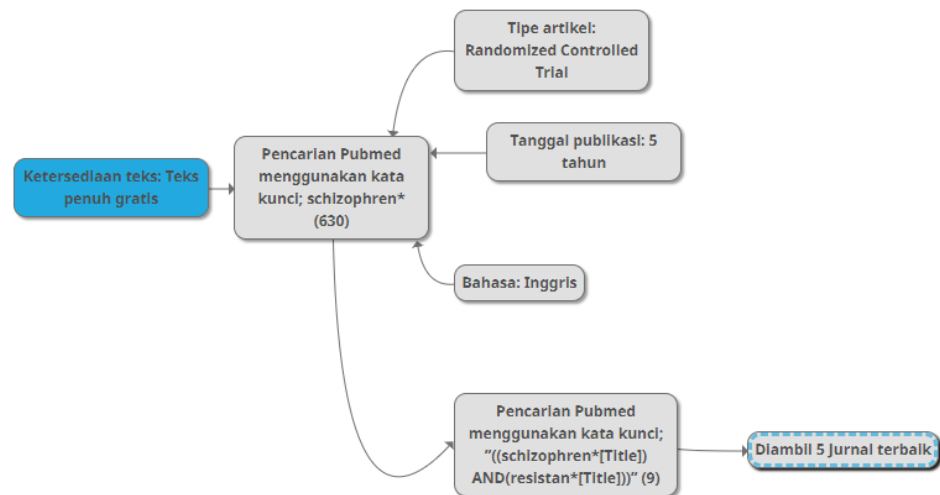 Tipe artikel:
Randomized Controlled
Trial
Tanggal publikasi: 5
tahun
Pencarian Pubmed
menggunakan kata
kunci; schizophren*
(630)
Ketersediaan teks: Teks
penuh gratis
Bahasa: Inggris
Pencarian Pubmed
menggunakan kata kunci;
”((schizophren*[Title])
AND(resistan*[Title]))” (9)
Diambil 5 Jurnal terbaik